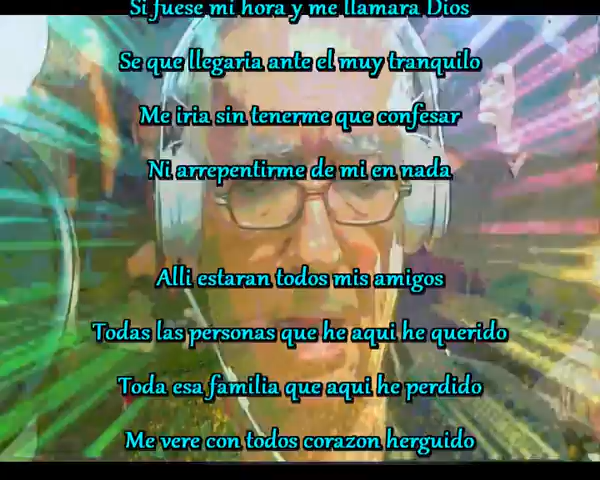 Si fuese mi hora y me llamara Dios
Se que llegaria ante el muy tranquilo
Me iria sin tenerme que confesar
Ni arrepentirme de mi en nada
Alli estaran todos mis amigos
Todas las personas que he aqui he querido
Toda esa familia que aqui he perdido
Me vere con todos corazon herguido